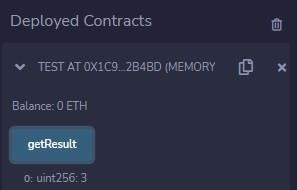 Deployed Contracts
TEST AT 0X1C9...2B4BD (MEMORY
Balance: 0 ETH
getResult
0: uint256: 3